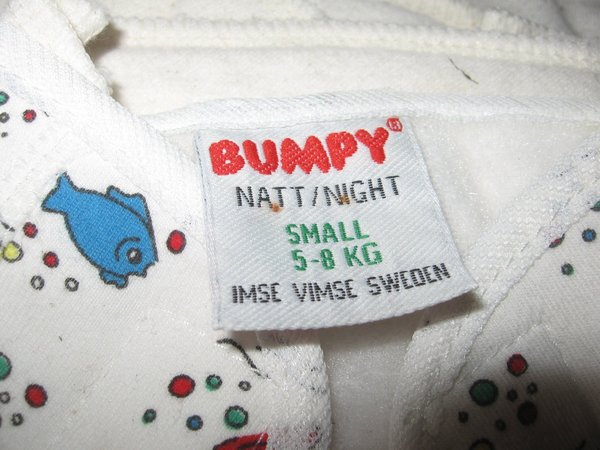 BUMPY®
NATT/NIGHT
SMALL
5-8 KG
IMSE VIMSE SWEDEN